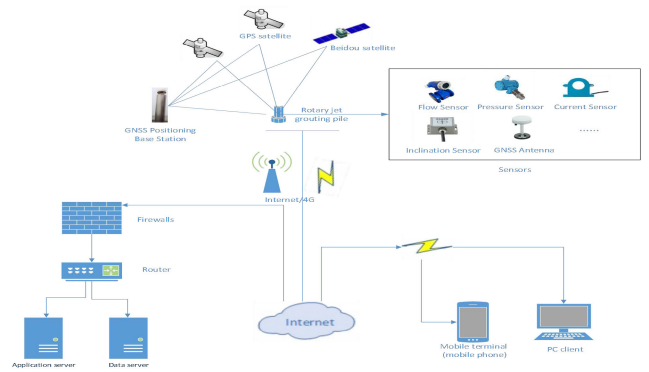 GPS satellite
Beidou satellite
Rotary jet
grouting pile
GNSS Positioning
Base Station
Flow Sensor
Pressure Sensor
Current Sensor
Inclination Sensor
GNSS Antenna
......
Sensors
Internet/4G
Firewalls
Router
Internet
Application server
Data server
Mobile terminal
(mobile phone)
PC client